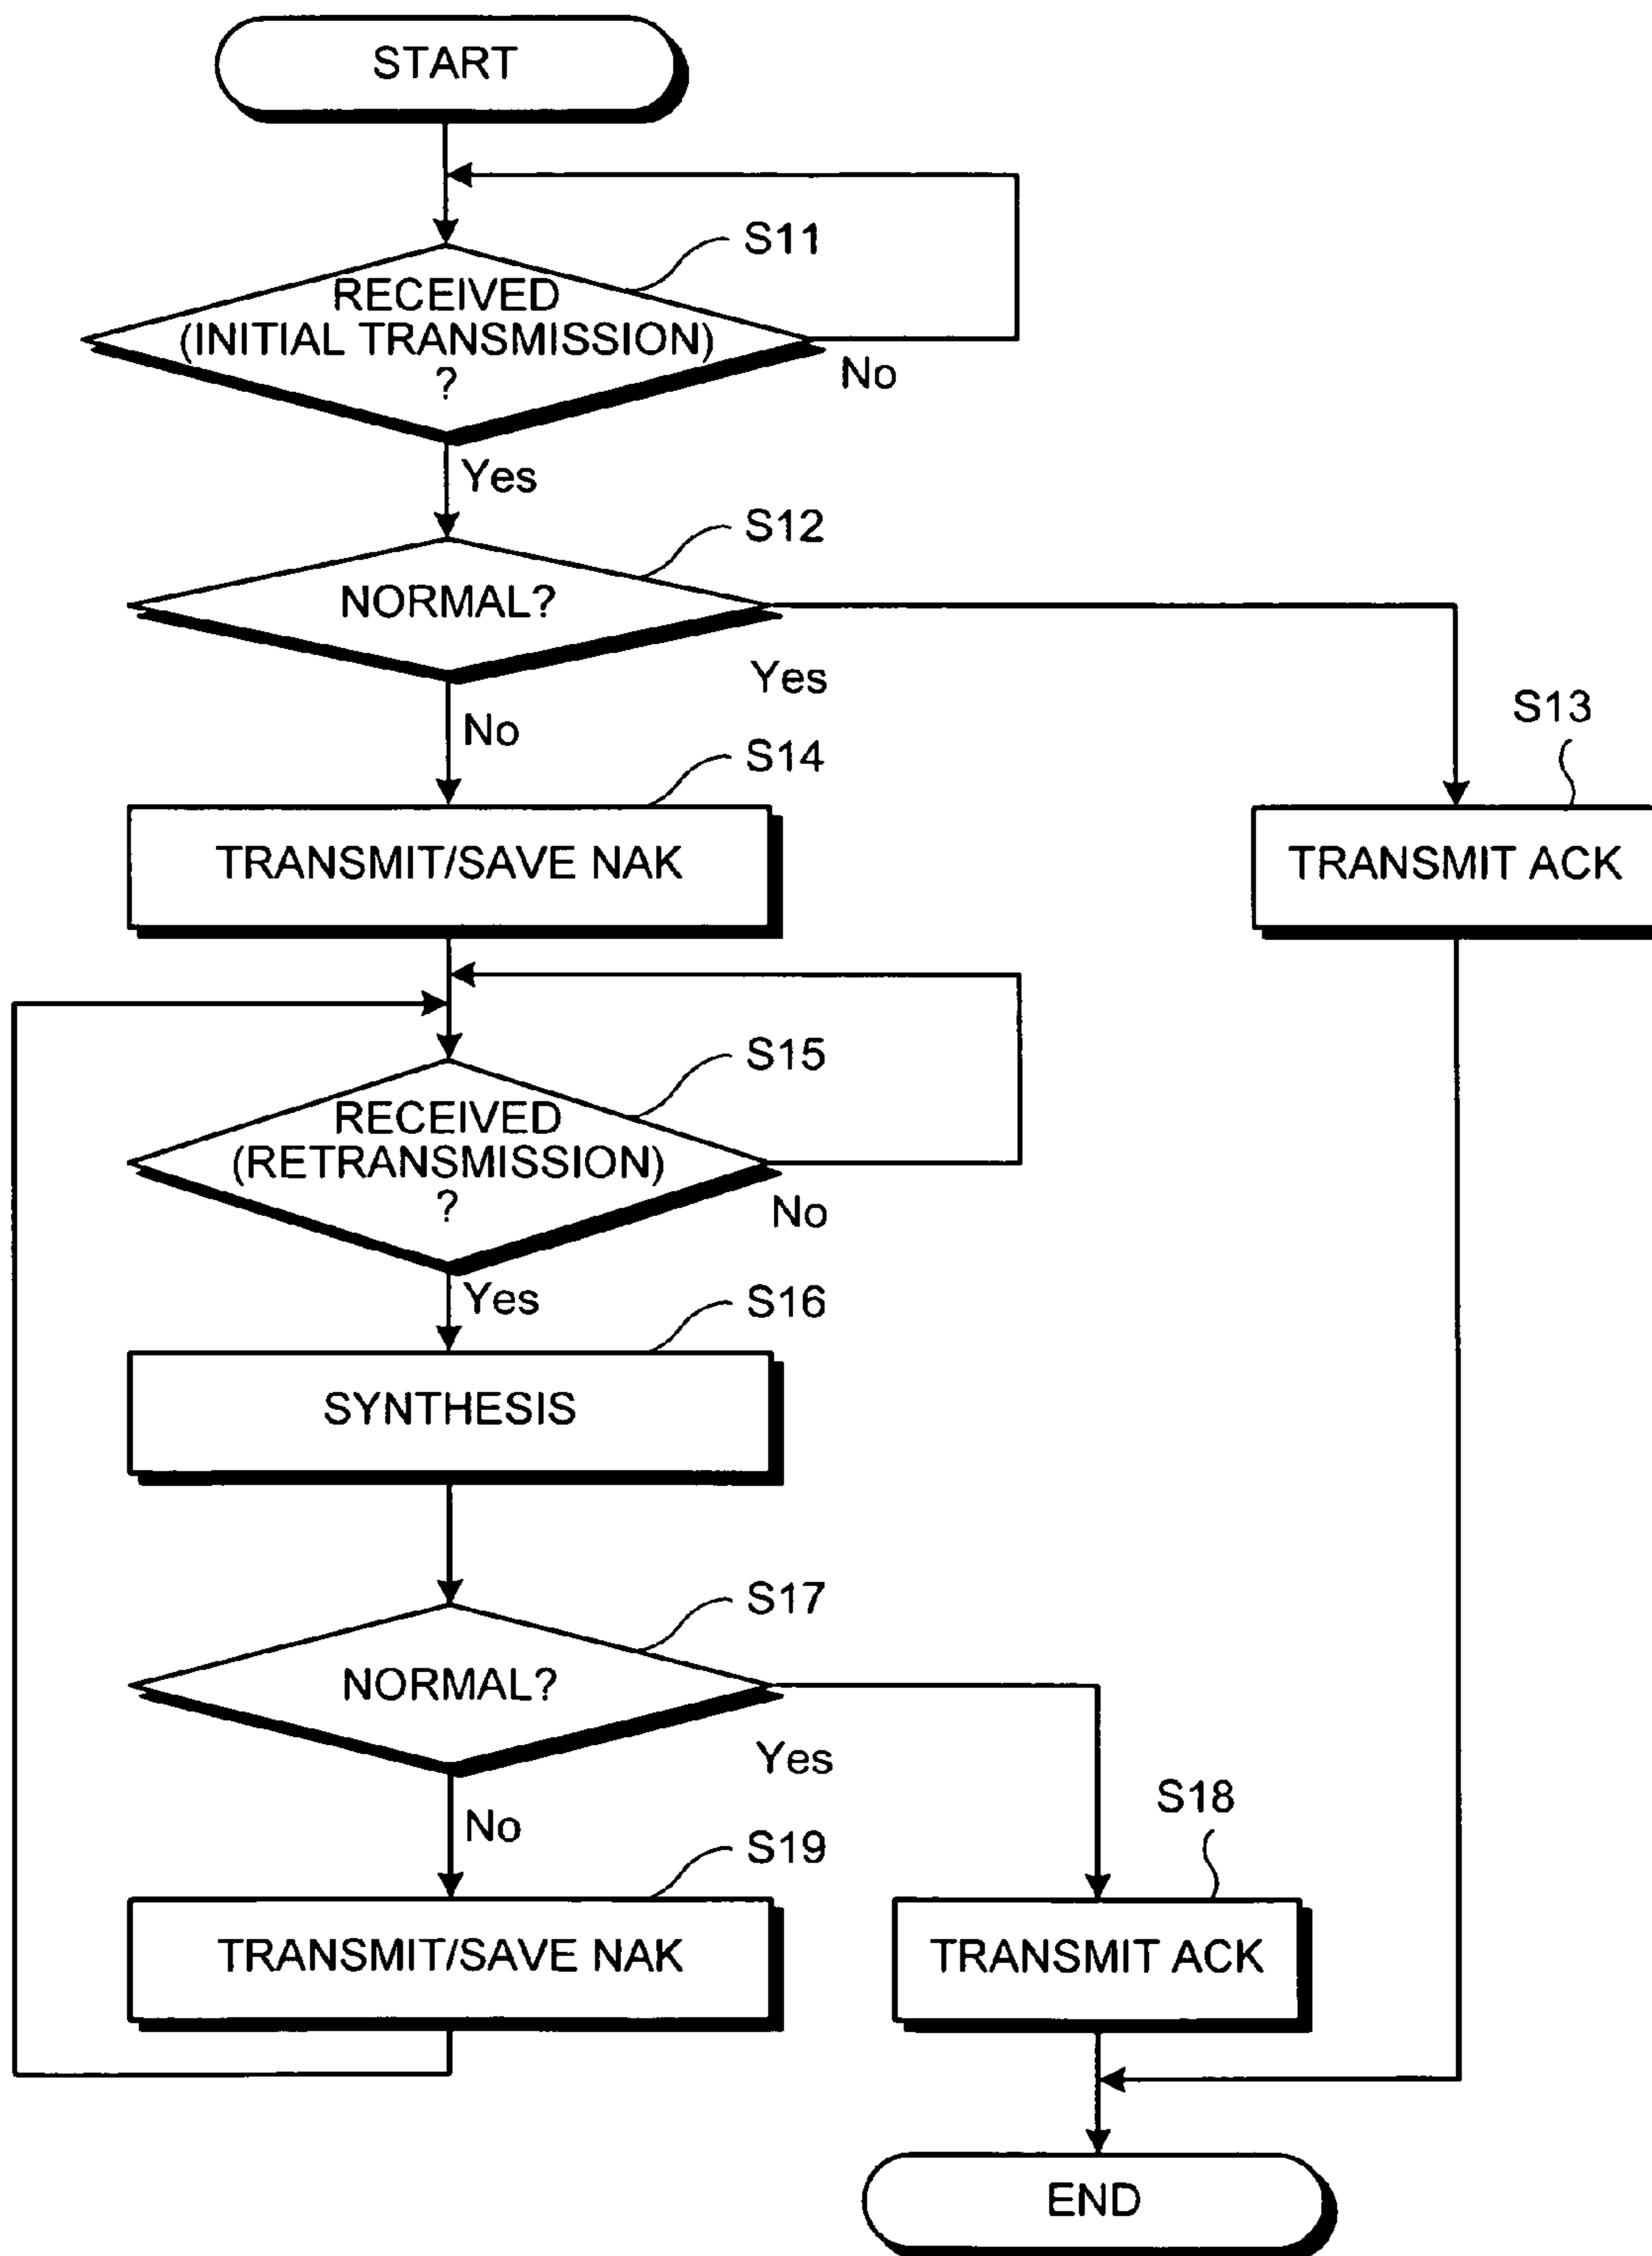 START
S11
RECEIVED
(INITIAL TRANSMISSION)
?
No
Yes
S12
NORMAL?
Yes
No
S13
S14
TRANSMIT/SAVE NAK
TRANSMIT ACK
S15
RECEIVED
(RETRANSMISSION)
?
No
Yes
S16
SYNTHESIS
S17
NORMAL?
Yes
No
S18
S19
TRANSMIT/SAVE NAK
TRANSMIT ACK
END